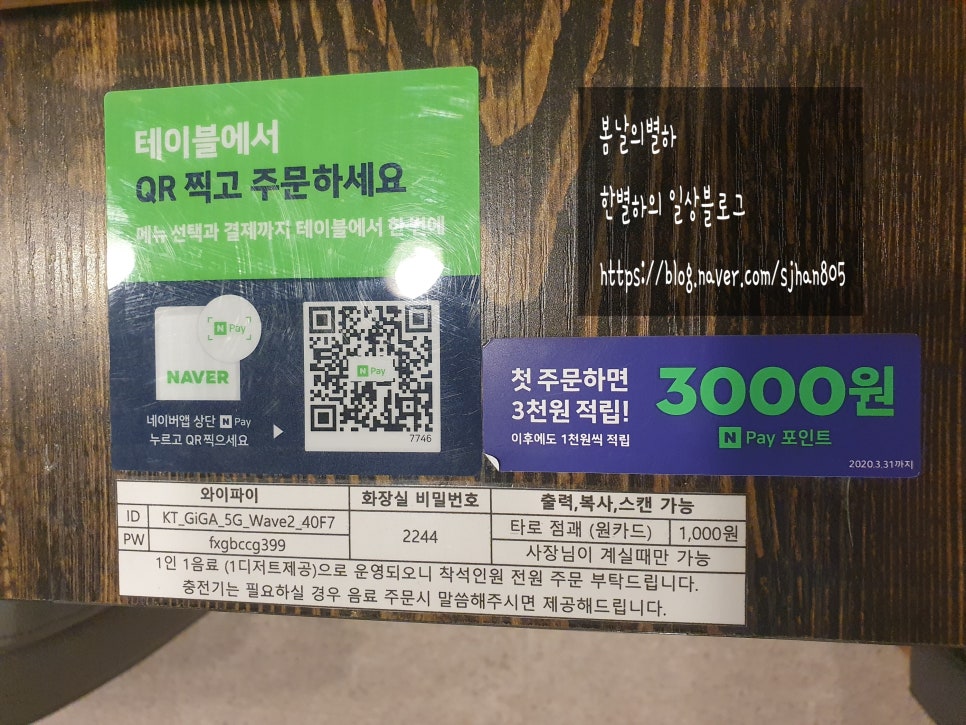 테이블에서
QR 찍고 주문하세요
메뉴 선택과 결제까지 테이블에서 한 번에
N Pay
NAVER
네이버앱 상단 N Pay
누르고 QR찍으세요
N Pay
7746
봄날의별하
한별하의 일상블로그
https://blog.naver.com/sjhan805
첫 주문하면
3천원 적립!
이후에도 1천원씩 적립
3000원
N Pay 포인트
2020.3.31까지
와이파이 화장실 비밀번호 출력,복사,스캔 가능
ID KT_GiGA_5G_Wave2_40F7 2244 타로 점괘 (원카드) 1,000원
PW fxgbccg399 사장님이 계실때만 가능
1인 1음료 (1디저트제공)으로 운영되오니 착석인원 전원 주문 부탁드립니다.
충전기는 필요하실 경우 음료 주문시 말씀해주시면 제공해드립니다.